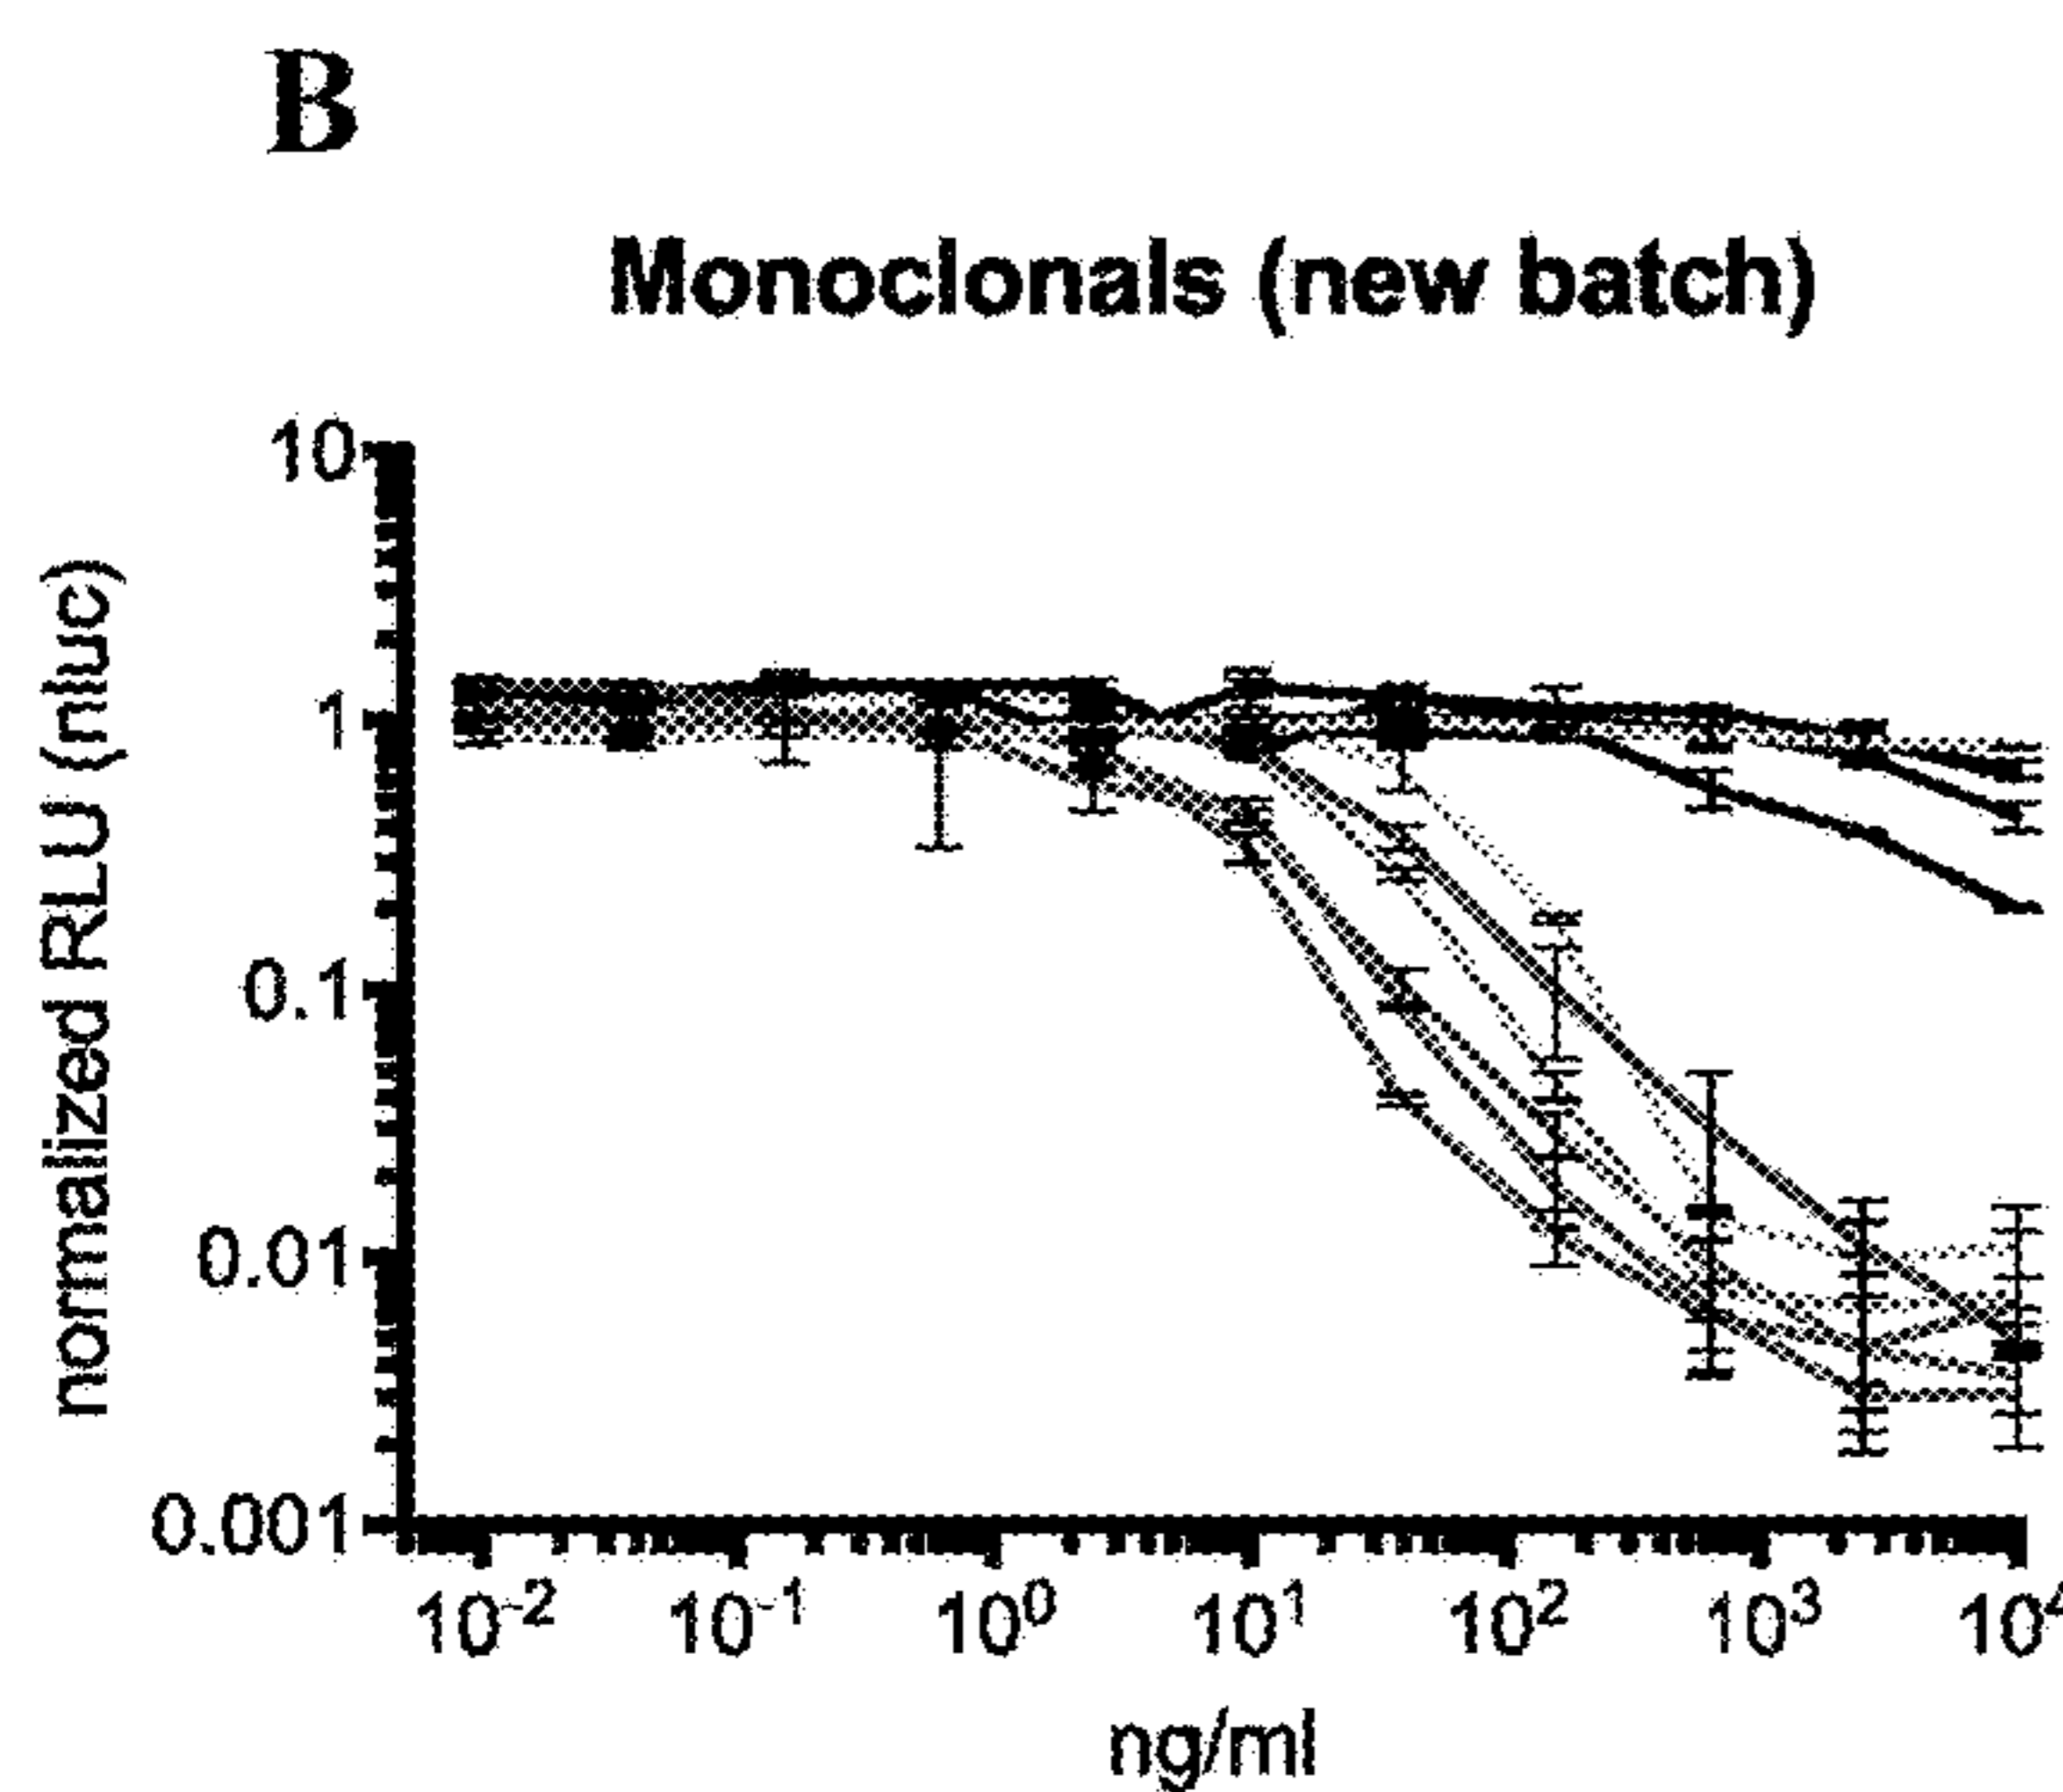 B
Monoclonals (new batch)
normalized RLU (nluc)
10
1
0.1
0.01
0.001
10⁻² 10⁻¹ 10⁰ 10¹ 10² 10³ 10⁴
ng/ml